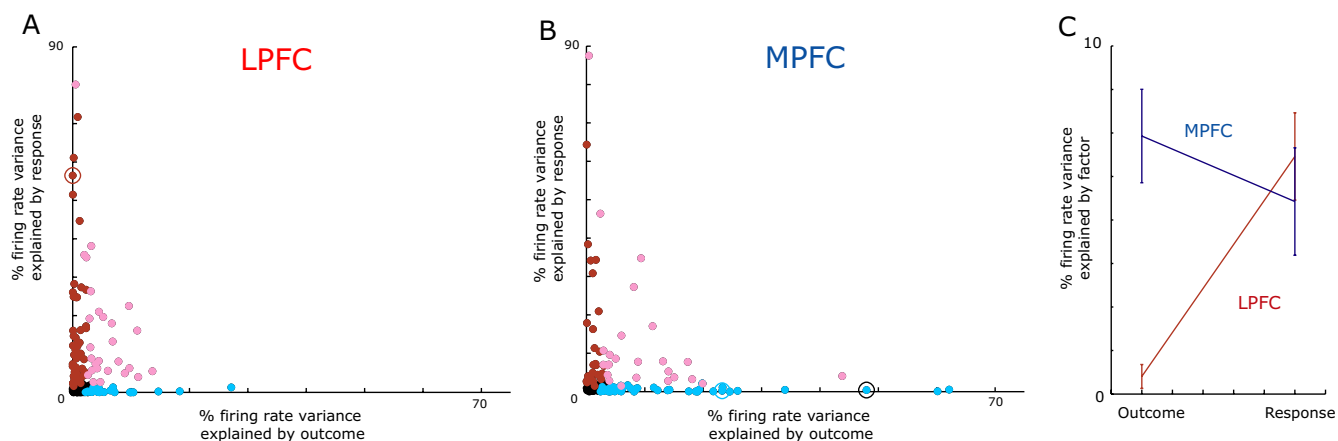 A
LPFC
90
% firing rate variance
explained by response
0
70
% firing rate variance
explained by outcome
B
MPFC
90
% firing rate variance
explained by response
0
70
% firing rate variance
explained by outcome
C
10
% firing rate variance
explained by factor
MPFC
LPFC
0
Outcome
Response